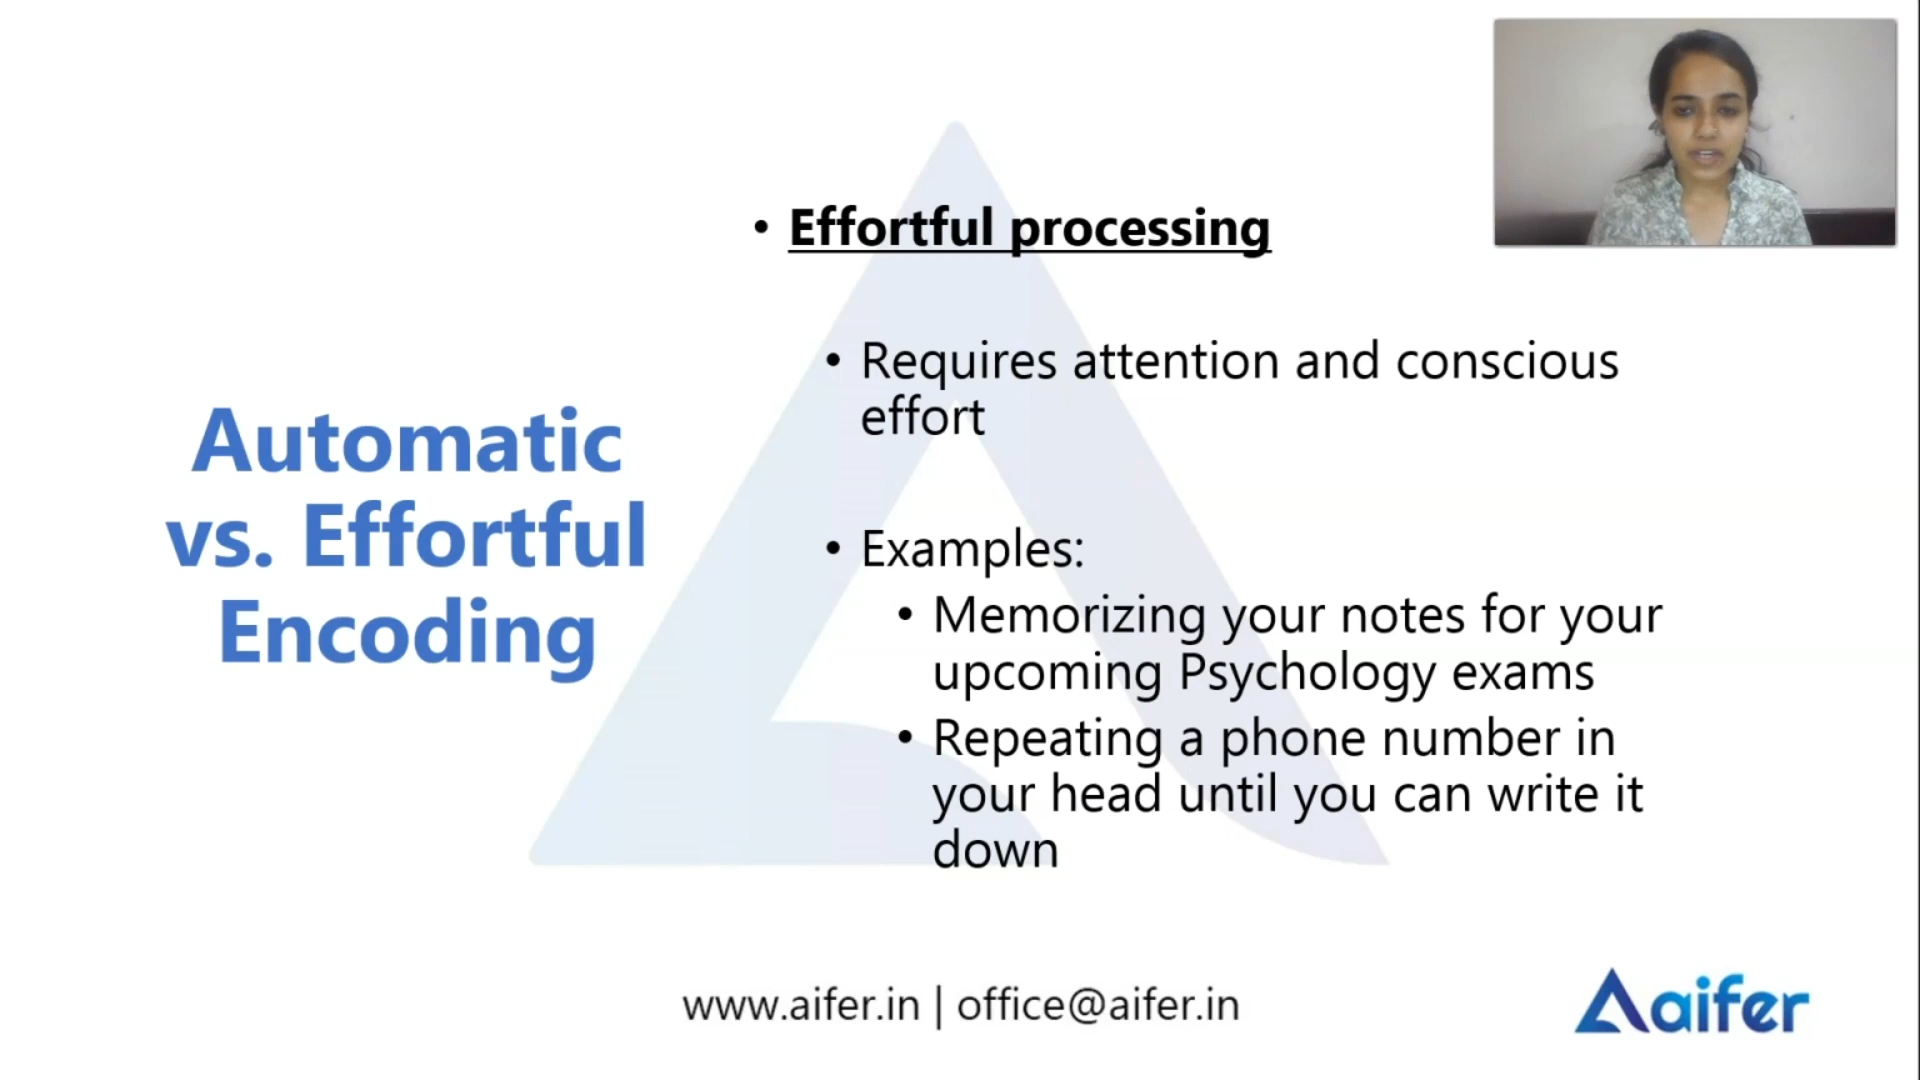 Automatic
vs. Effortful
Encoding
• Effortful processing
• Requires attention and conscious
effort
• Examples:
• Memorizing your notes for your
upcoming Psychology exams
• Repeating a phone number in
your head until you can write it
down
www.aifer.in | office@aifer.in
aifer